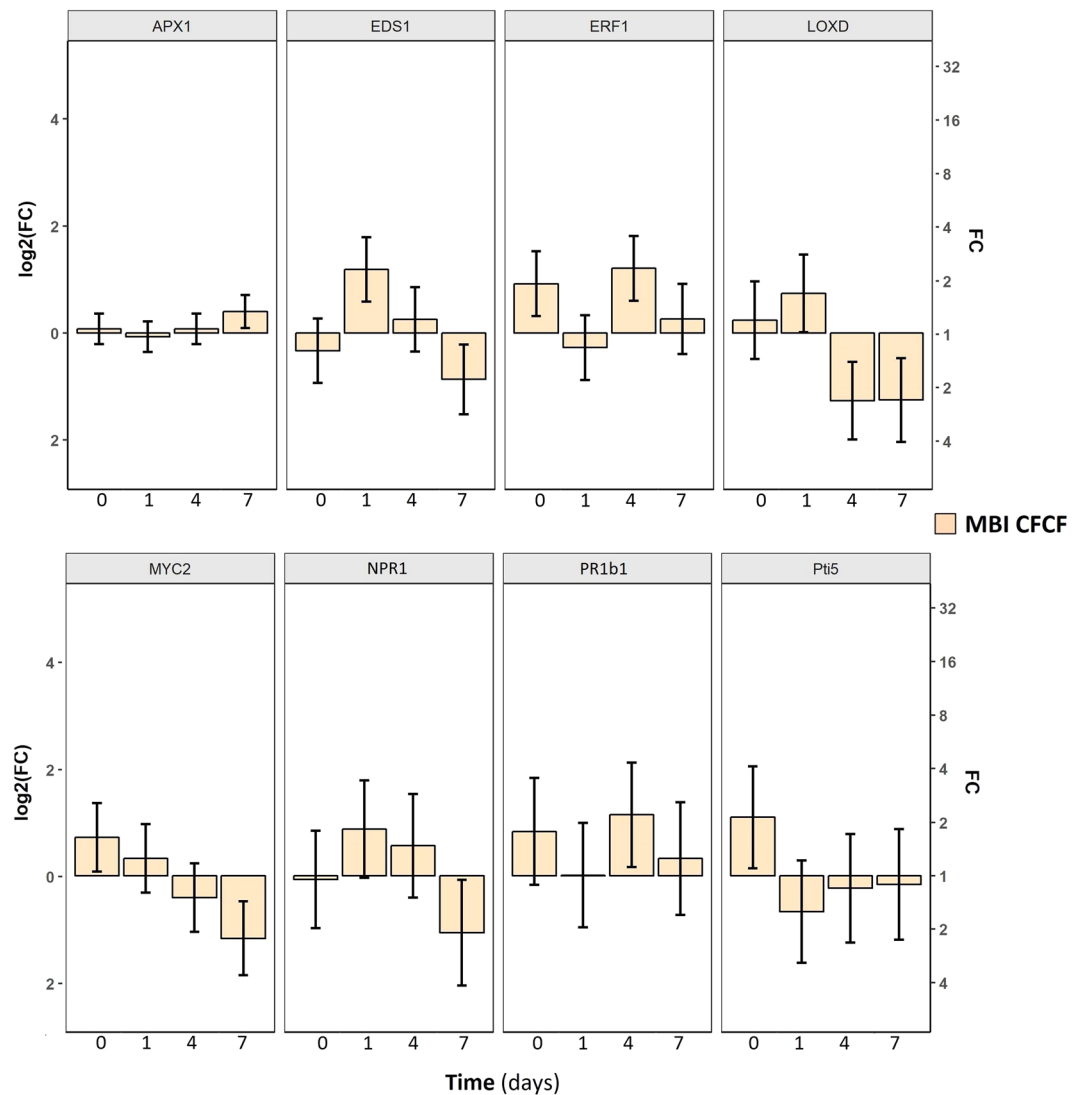 APX1 EDS1 ERF1 LOXD
32
4 16
8
2 4
2
0 1
2
2 4
log2(FC)
FC
0 1 4 7 0 1 4 7 0 1 4 7 0 1 4 7
MBI CFCF
MYC2 NPR1 PR1b1 Pti5
32
4 16
8
2 4
2
0 1
2
2 4
log2(FC)
FC
0 1 4 7 0 1 4 7 0 1 4 7 0 1 4 7
Time (days)